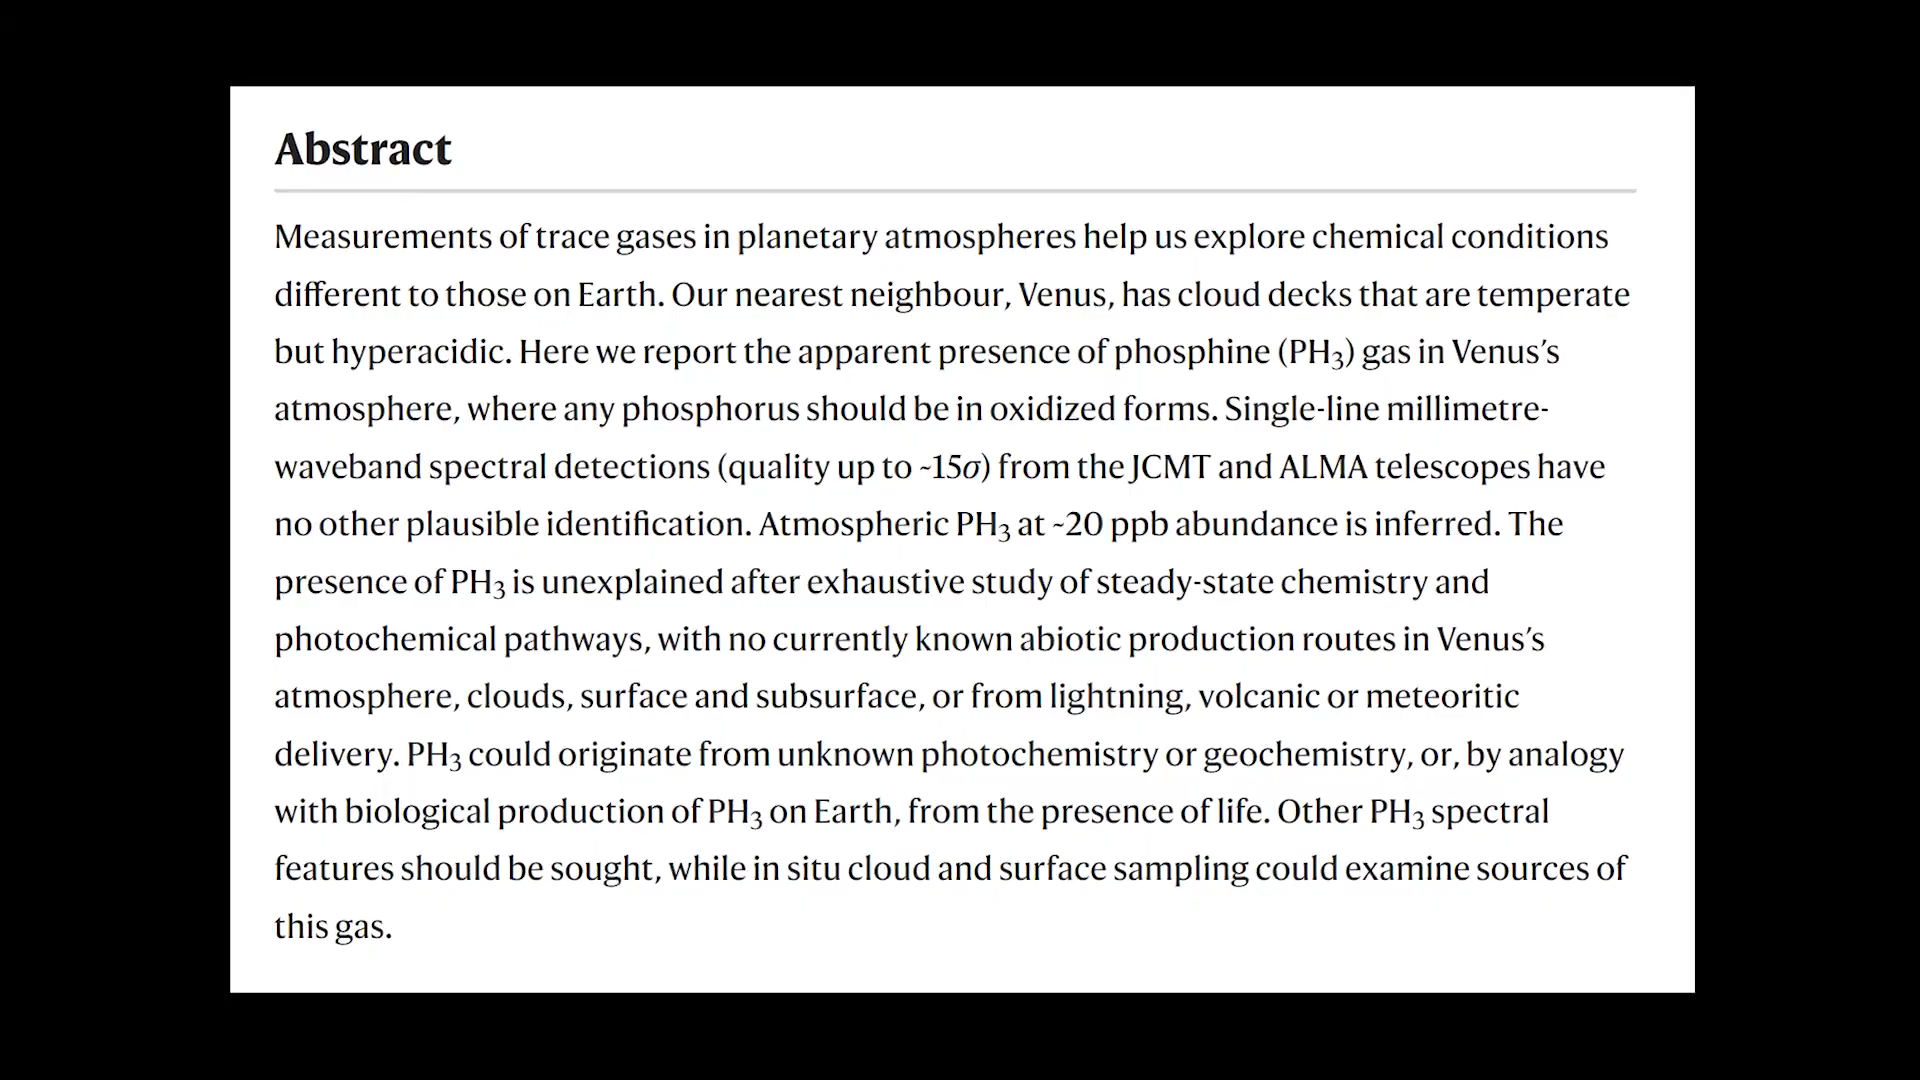 Abstract
Measurements of trace gases in planetary atmospheres help us explore chemical conditions
different to those on Earth. Our nearest neighbour, Venus, has cloud decks that are temperate
but hyperacidic. Here we report the apparent presence of phosphine (PH₃) gas in Venus’s
atmosphere, where any phosphorus should be in oxidized forms. Single-line millimetre-
waveband spectral detections (quality up to ~15σ) from the JCMT and ALMA telescopes have
no other plausible identification. Atmospheric PH₃ at ~20 ppb abundance is inferred. The
presence of PH₃ is unexplained after exhaustive study of steady-state chemistry and
photochemical pathways, with no currently known abiotic production routes in Venus’s
atmosphere, clouds, surface and subsurface, or from lightning, volcanic or meteoritic
delivery. PH₃ could originate from unknown photochemistry or geochemistry, or, by analogy
with biological production of PH₃ on Earth, from the presence of life. Other PH₃ spectral
features should be sought, while in situ cloud and surface sampling could examine sources of
this gas.